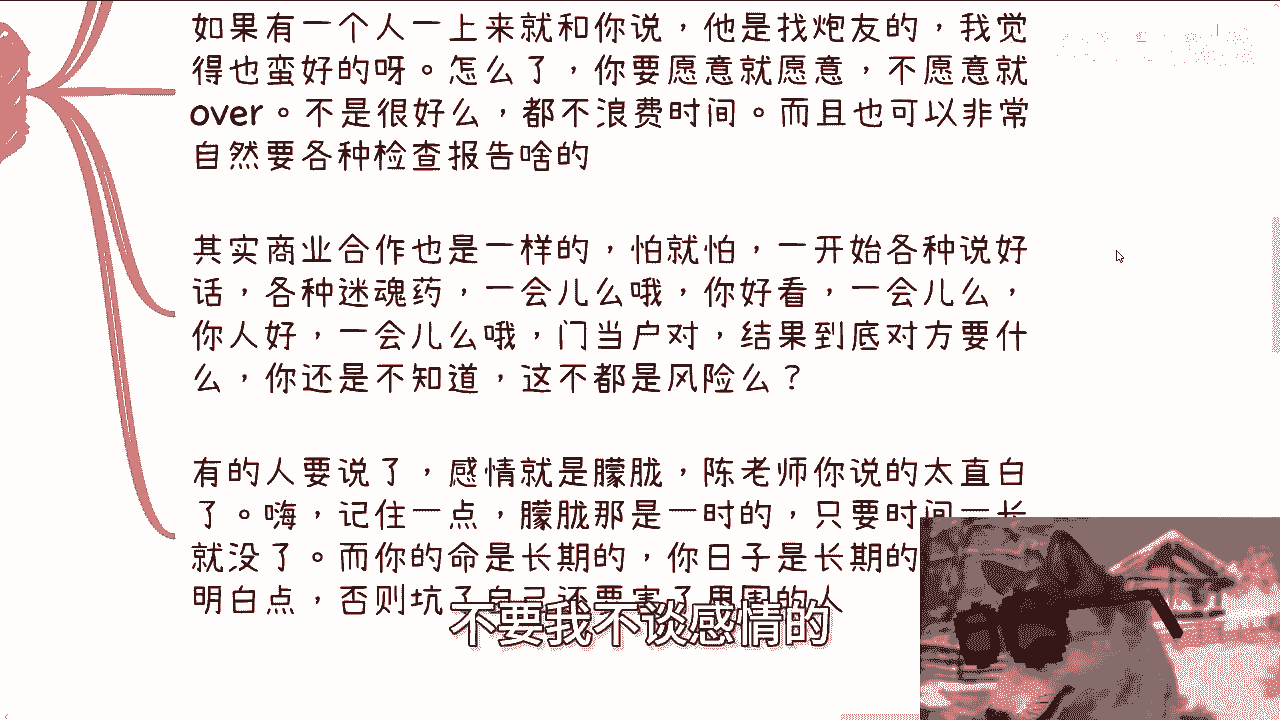 如果有一个人一上来就和你说，他是找炮友的，我觉
得也蛮好的呀。怎么了，你要愿意就愿意，不愿意就
over。不是很好么，都不浪费时间。而且也可以非常
自然要各种检查报告啥的
其实商业合作也是一样的，怕就怕，一开始各种说好
话，各种迷魂药，一会儿么哦，你好看，一会儿么，
你人好，一会儿么哦，门当户对，结果到底对方要什
么，你还是不知道，这不都是风险么？
有的人要说了，感情就是朦胧，陈老师你说的太直白
了。嗨，记住一点，朦胧那是一时的，只要时间一长
就没了。而你的命是长期的，你日子是长期的
明白点，否则坑了自己还要害了周围的人
不要我不谈感情的